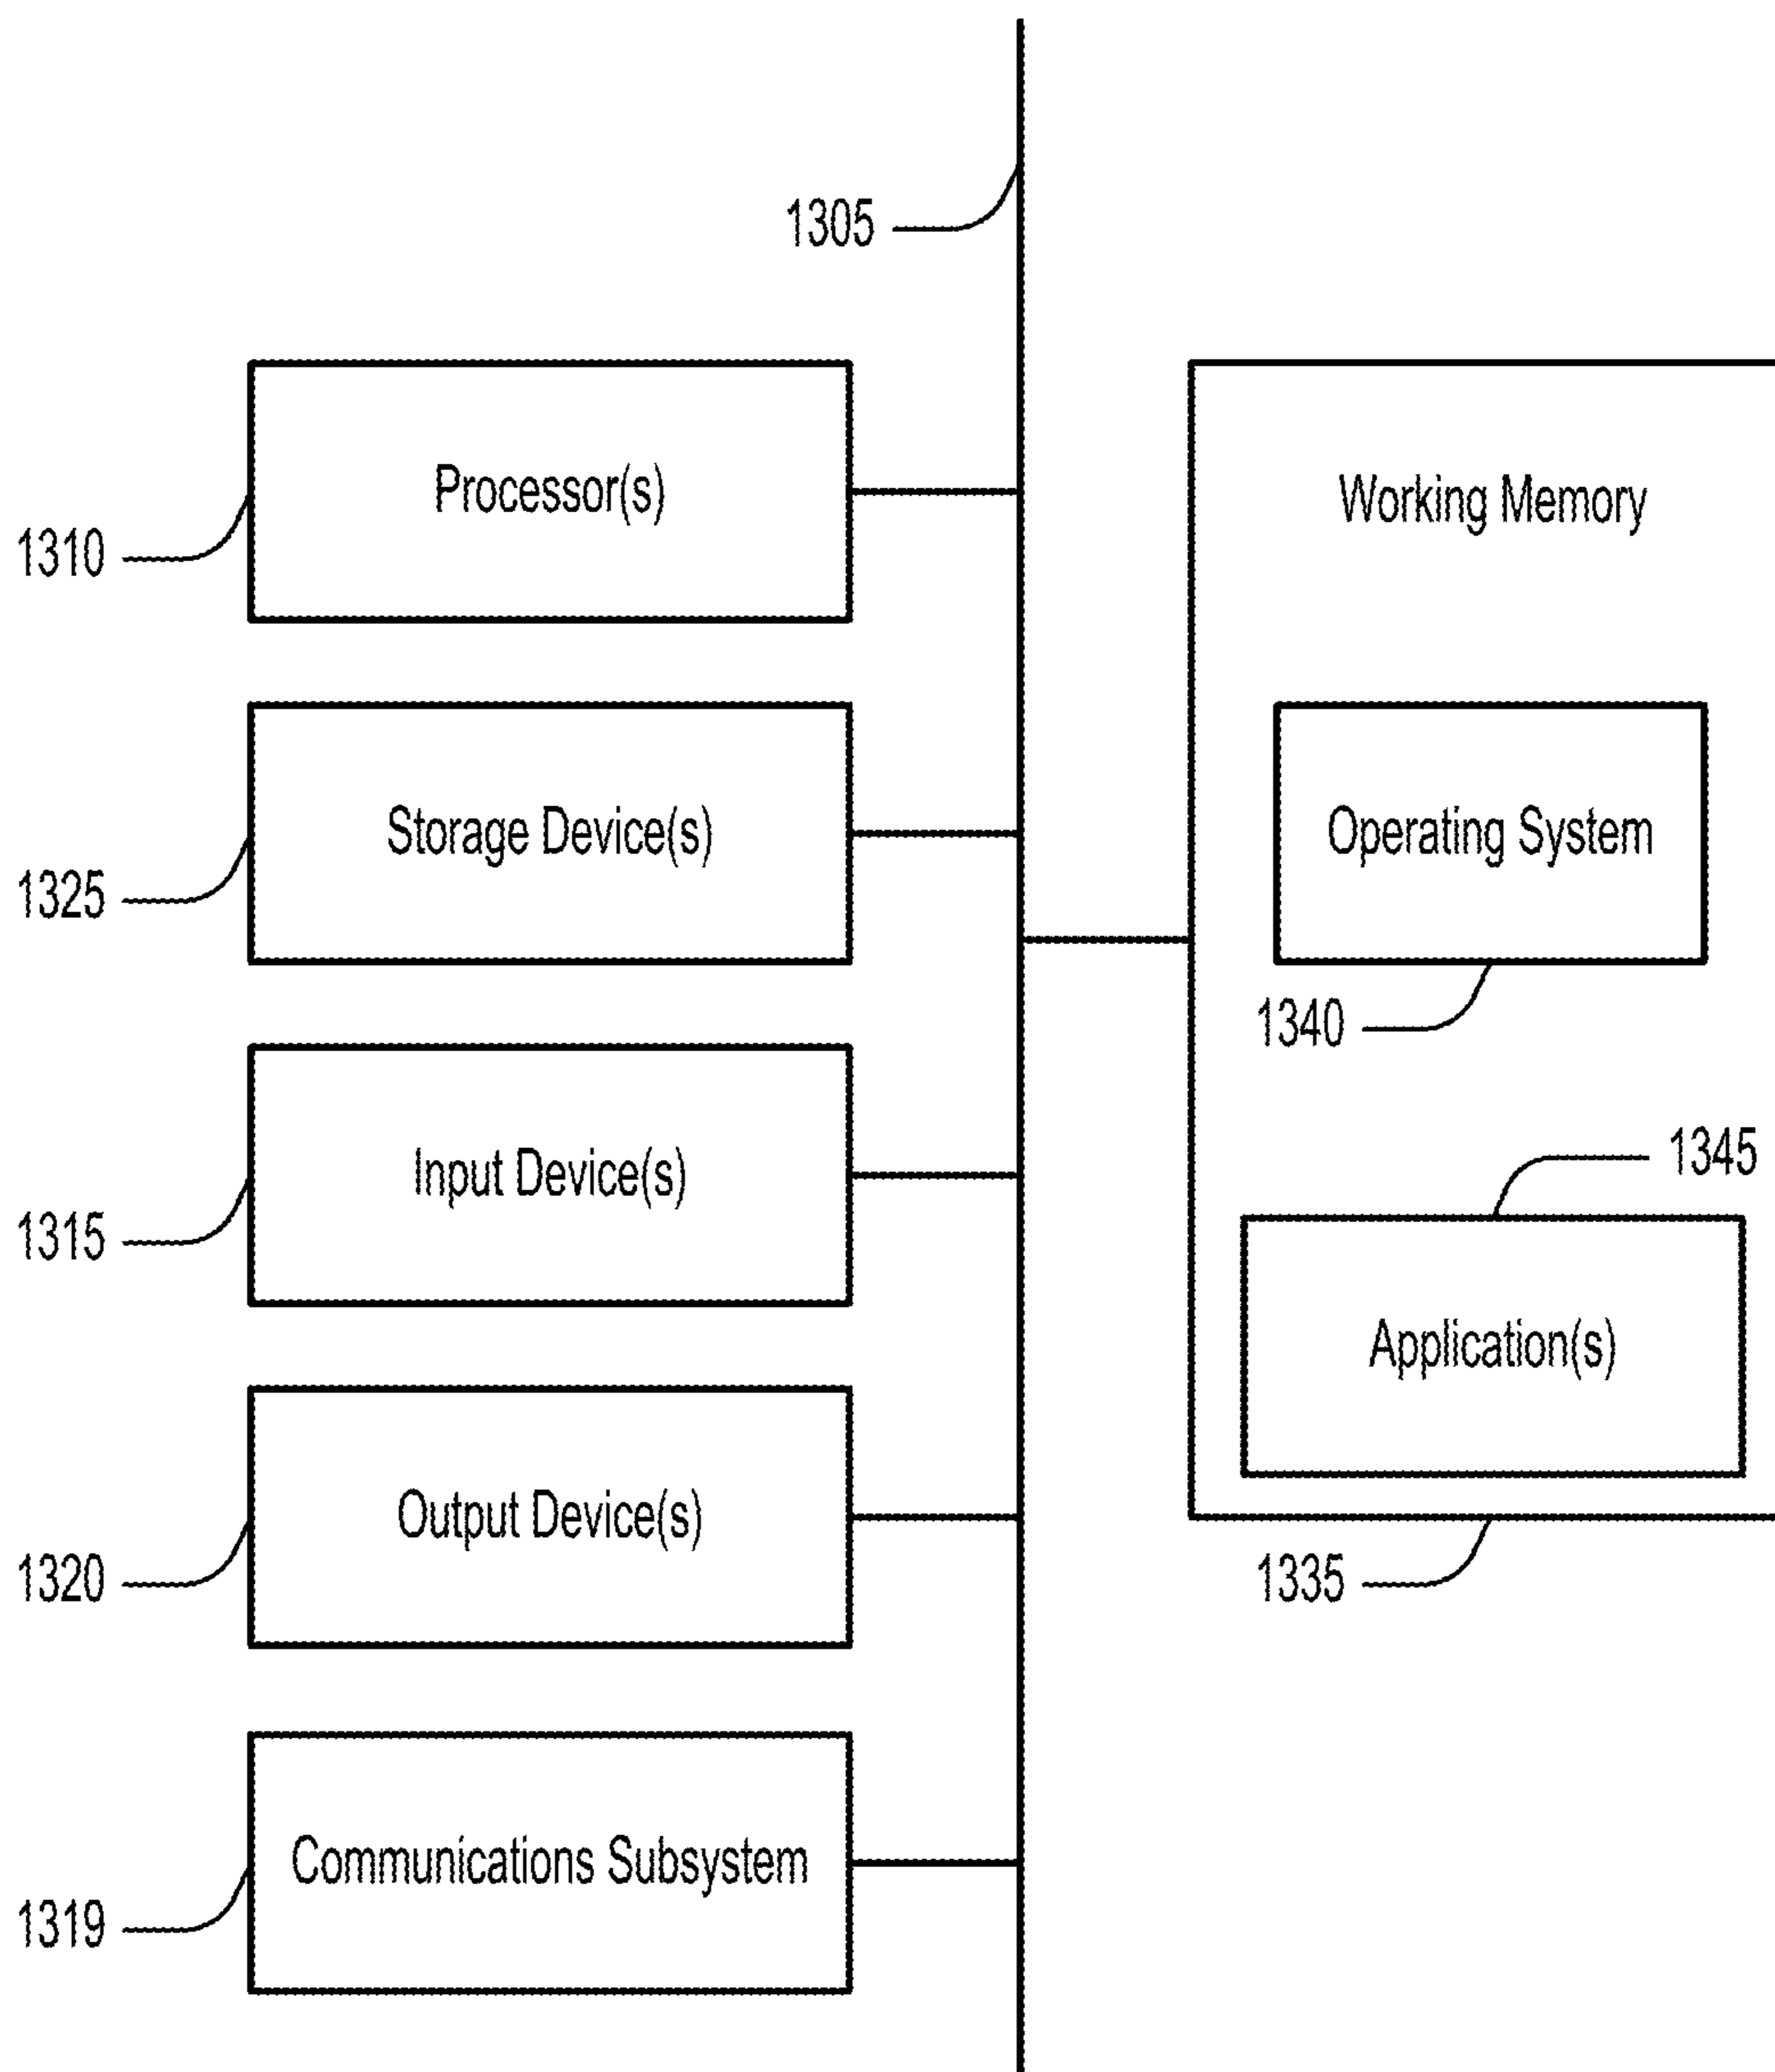 1305
Processor(s)
1310
Working Memory
Storage Device(s)
1325
Operating System
1340
Input Device(s)
1315
1345
Application(s)
Output Device(s)
1320
1335
Communications Subsystem
1319